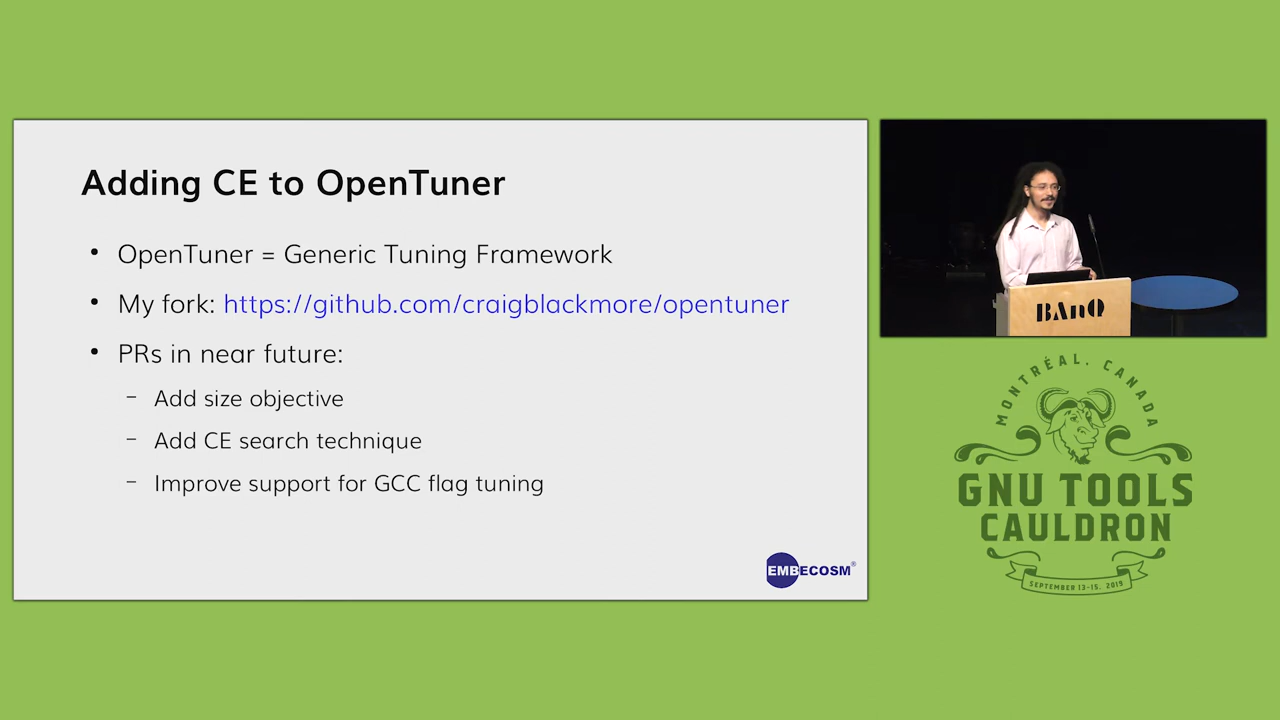 Adding CE to OpenTuner
• OpenTuner = Generic Tuning Framework
• My fork: https://github.com/craigblackmore/opentuner
• PRs in near future:
– Add size objective
– Add CE search technique
– Improve support for GCC flag tuning
EMBECOSM®
BAnQ
MONTRÉAL, CANADA
GNU TOOLS
CAULDRON
SEPTEMBER 13-15, 2019